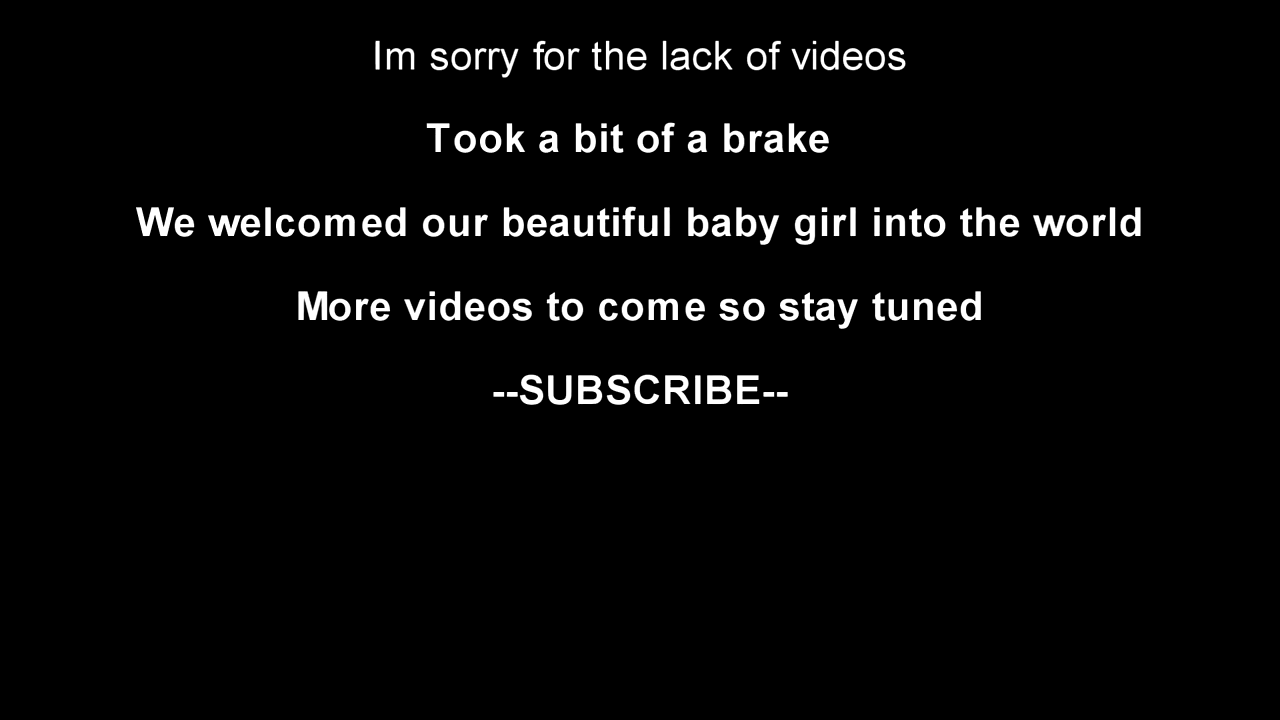 Im sorry for the lack of videos
Took a bit of a brake
We welcomed our beautiful baby girl into the world
More videos to come so stay tuned
--SUBSCRIBE--